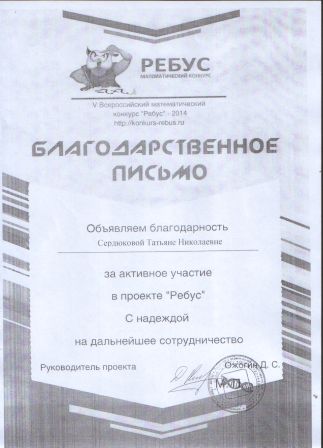 РЕБУС
МАТЕМАТИЧЕСКИЙ КОНКУРС
V Всероссийский математический
конкурс "Ребус" - 2014
http://konkurs-rebus.ru
БЛАГОДАРСТВЕННОЕ
ПИСЬМО
Объявляем благодарность
Сердюковой Татьяне Николаевне
за активное участие
в проекте "Ребус"
С надеждой
на дальнейшее сотрудничество
Руководитель проекта
Ожогин Д. С.